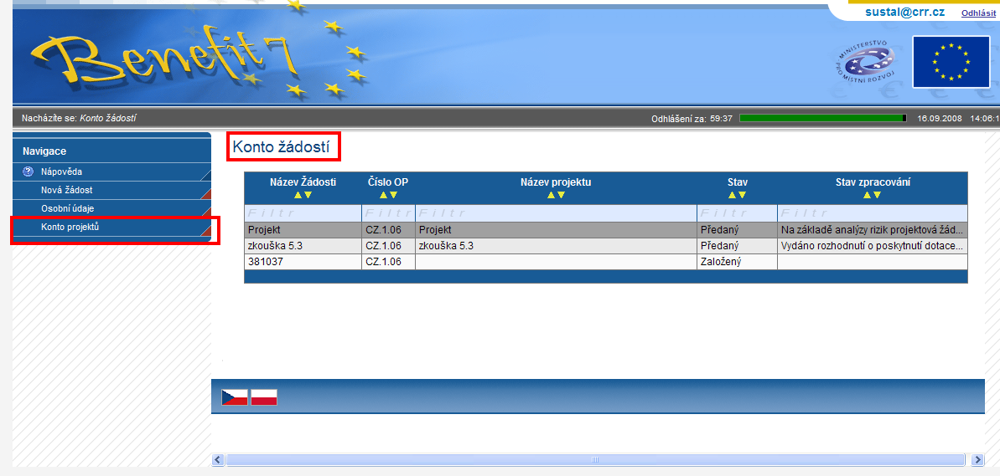 sustal@crr.cz Odhlásit
Benefit 7
MINISTERSTVO PRO MÍSTNÍ ROZVOJ
Nacházíte se: Konto žádostí Odhlášení za: 59:37 16.09.2008 14:06:1
Navigace
Nápověda
Nová žádost
Osobní údaje
Konto projektů
Konto žádostí
Název Žádosti Číslo OP Název projektu Stav Stav zpracování
Filtr Filtr Filtr Filtr Filtr
Projekt CZ.1.06 Projekt Předaný Na základě analýzy rizik projektová žád...
zkouška 5.3 CZ.1.06 zkouška 5.3 Předaný Vydáno rozhodnutí o poskytnutí dotace...
381037 CZ.1.06 Založený